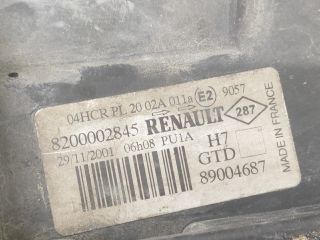 04HCR PL 20 02A 011a E2 9057
8200002845 RENAULT 287
29/11/2001 06h08 PU1A H7
GTD
89004687
MADE IN FRANCE